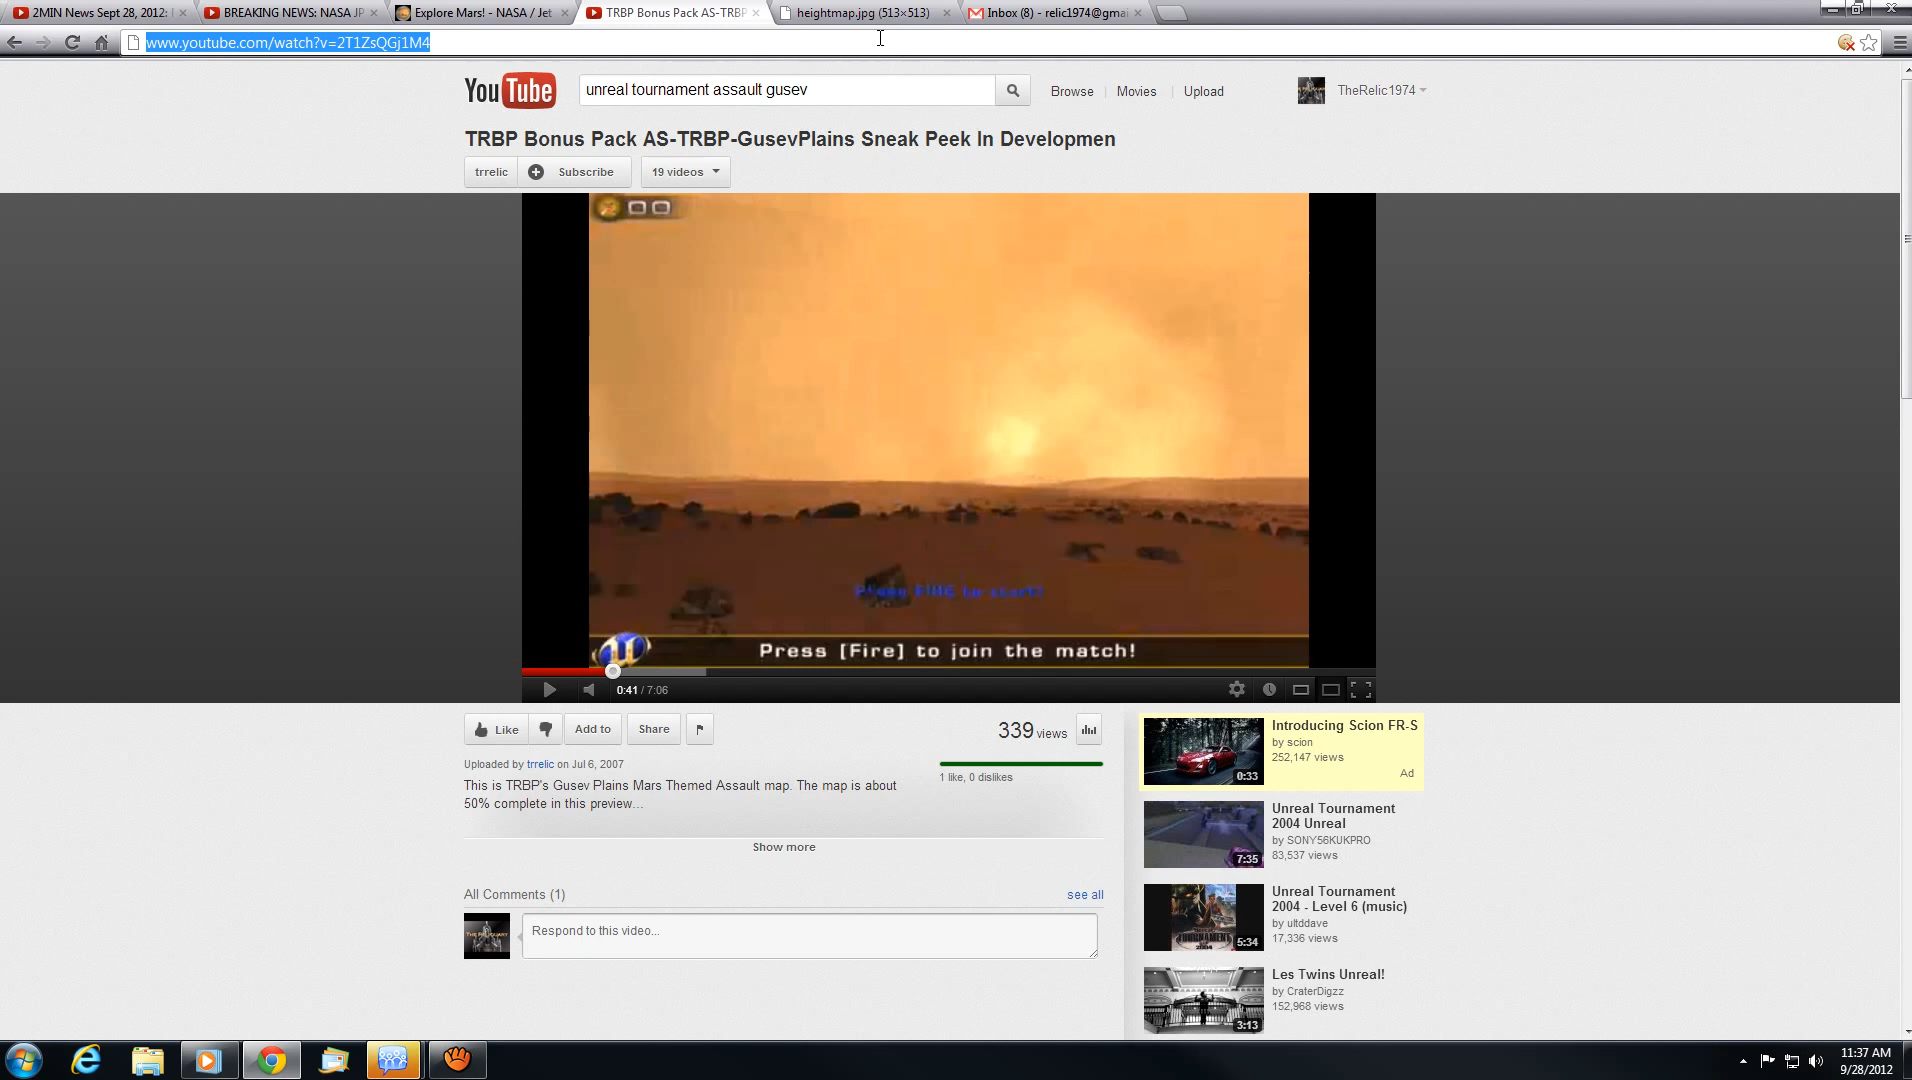 2MIN News Sept 28, 2012:
BREAKING NEWS: NASA JP
Explore Mars! - NASA / Jet
TRBP Bonus Pack AS-TRBP
heightmap.jpg (513×513)
Inbox (8) - relic1974@gma
www.youtube.com/watch?v=2T1ZsQGj1M4
YouTube
unreal tournament assault gusev
Browse
Movies
Upload
TheRelic1974
TRBP Bonus Pack AS-TRBP-GusevPlains Sneak Peek In Developmen
trrelic
Subscribe
19 videos
Press FIRE to start!
Press [Fire] to join the match!
0:41 / 7:06
Like
Add to
Share
339 views
Uploaded by trrelic on Jul 6, 2007
1 like, 0 dislikes
This is TRBP's Gusev Plains Mars Themed Assault map. The map is about
50% complete in this preview...
Show more
All Comments (1)
see all
Respond to this video...
Introducing Scion FR-S
by scion
252,147 views
Ad
0:33
Unreal Tournament
2004 Unreal
by SONY56KUKPRO
83,537 views
7:35
Unreal Tournament
2004 - Level 6 (music)
by ultddave
17,336 views
5:34
Les Twins Unreal!
by CraterDigzz
152,968 views
3:13
11:37 AM
9/28/2012